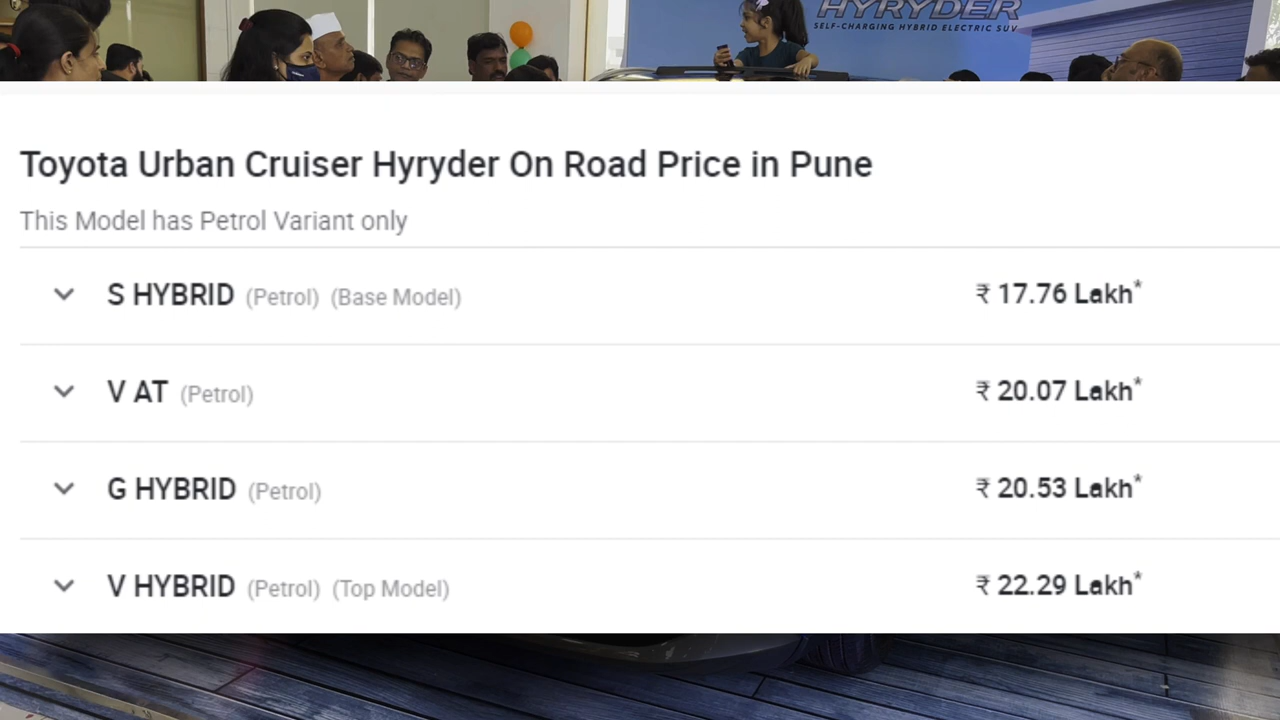 HYRYDER
SELF-CHARGING HYBRID ELECTRIC SUV
Toyota Urban Cruiser Hyryder On Road Price in Pune
This Model has Petrol Variant only
S HYBRID (Petrol) (Base Model) ₹ 17.76 Lakh*
V AT (Petrol) ₹ 20.07 Lakh*
G HYBRID (Petrol) ₹ 20.53 Lakh*
V HYBRID (Petrol) (Top Model) ₹ 22.29 Lakh*